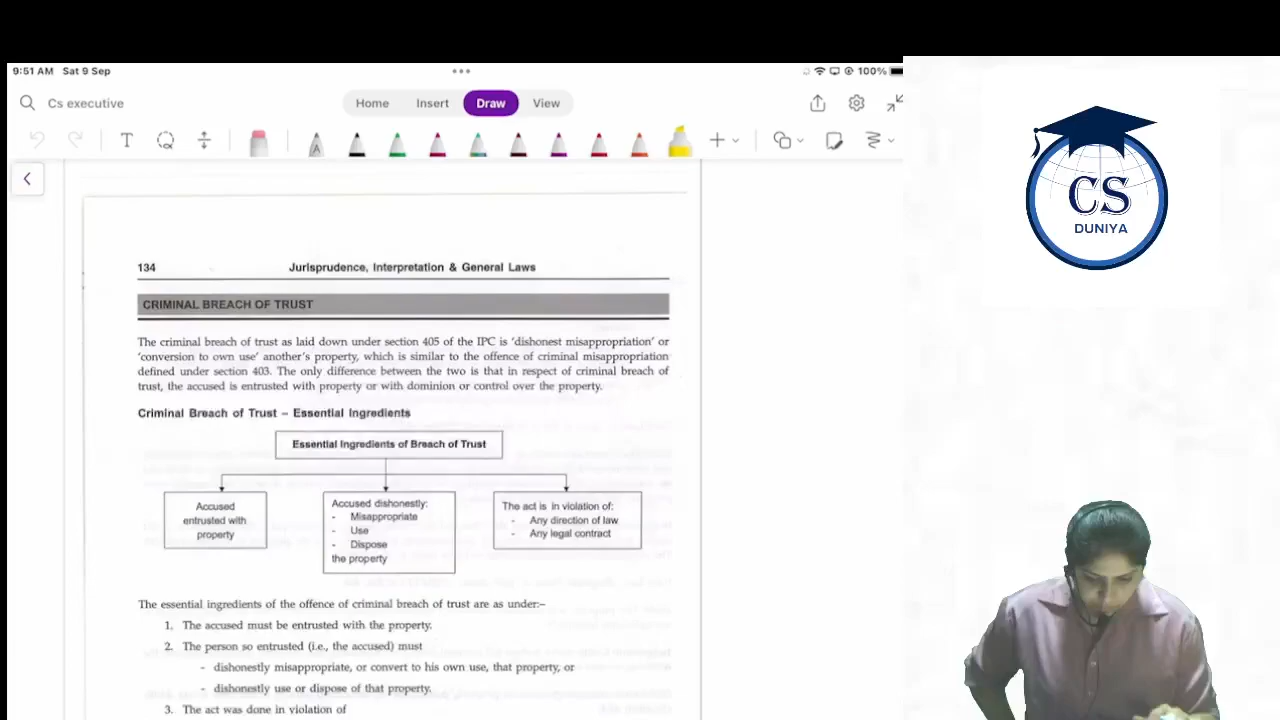 9:51 AM Sat 9 Sep
100%
Cs executive
Home Insert Draw View
T
A
CS
DUNIYA
134 Jurisprudence, Interpretation & General Laws
CRIMINAL BREACH OF TRUST
The criminal breach of trust as laid down under section 405 of the IPC is 'dishonest misappropriation' or
'conversion to own use' another's property, which is similar to the offence of criminal misappropriation
defined under section 403. The only difference between the two is that in respect of criminal breach of
trust, the accused is entrusted with property or with dominion or control over the property.
Criminal Breach of Trust – Essential Ingredients
Essential Ingredients of Breach of Trust
Accused
entrusted with
property
Accused dishonestly:
- Misappropriate
- Use
- Dispose
the property
The act is in violation of:
- Any direction of law
- Any legal contract
The essential ingredients of the offence of criminal breach of trust are as under:–
1. The accused must be entrusted with the property.
2. The person so entrusted (i.e., the accused) must
- dishonestly misappropriate, or convert to his own use, that property, or
- dishonestly use or dispose of that property.
3. The act was done in violation of